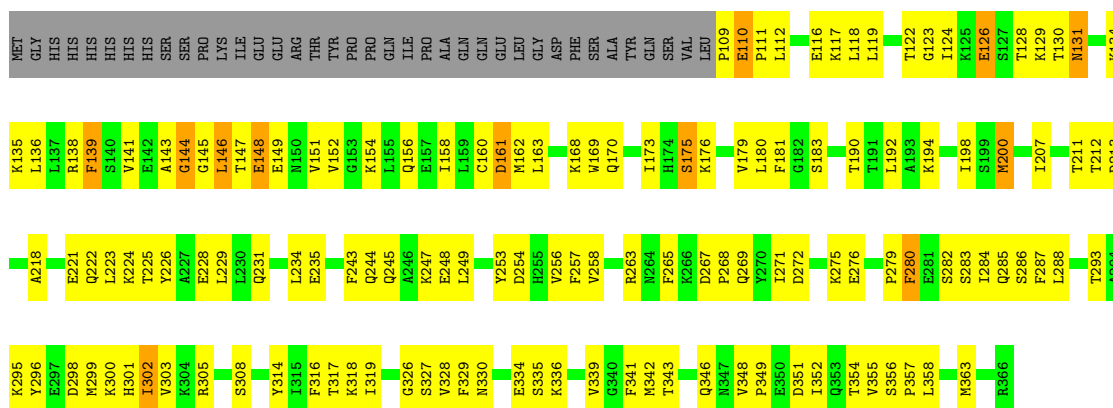 MET GLY HIS HIS HIS HIS HIS HIS SER SER PRO LYS ILE GLU GLU ARG THR TYR PRO PRO GLN ILE PRO ALA GLN GLN GLU LEU GLY ASP PHE SER ALA TYR GLN SER VAL LEU P109 E110 P111 L112 E116 K117 L118 L119 T122 G123 I124 K125 E126 S127 T128 K129 T130 N131
K135 L136 L137 R138 F139 S140 V141 E142 A143 G144 G145 L146 T147 E148 E149 N150 V151 V152 G153 K154 L155 Q156 E157 I158 L159 C160 D161 M162 L163 K168 W169 Q170 I173 H174 S175 K176 V179 L180 F181 G182 S183 T190 T191 L192 A193 K194 I198 S199 M200 I207 T211 T212
A218 E221 Q222 L223 K224 T225 Y226 A227 E228 L229 L230 Q231 L234 E235 F243 Q244 Q245 A246 K247 E248 L249 Y253 D254 H255 V256 F257 V258 R263 N264 F265 K266 D267 P268 Q269 Y270 I271 D272 K275 E276 P279 F280 E281 S282 S283 I284 Q285 S286 F287 L288 T293
K295 Y296 E297 D298 M299 K300 H301 I302 V303 K304 R305 S308 Y314 I315 F316 T317 K318 I319 G326 S327 V328 F329 N330 E334 S335 K336 V339 G340 F341 M342 T343 Q346 N347 V348 P349 E350 D351 I352 Q353 T354 V355 S356 P357 L358 M363 R366